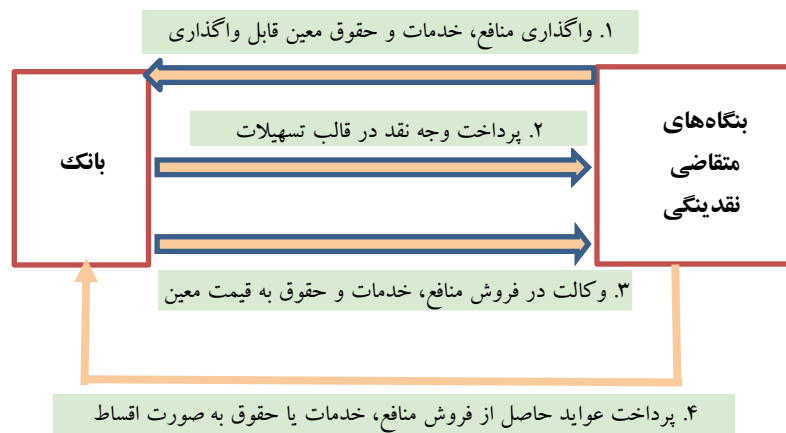 ۱. واگذاری منافع، خدمات و حقوق معین قابل واگذاری
بنگاه‌های
متقاضی
نقدینگی
بانک
۲. پرداخت وجه نقد در قالب تسهیلات
۳. وکالت در فروش منافع، خدمات و حقوق به قیمت معین
۴. پرداخت عواید حاصل از فروش منافع، خدمات یا حقوق به صورت اقساط